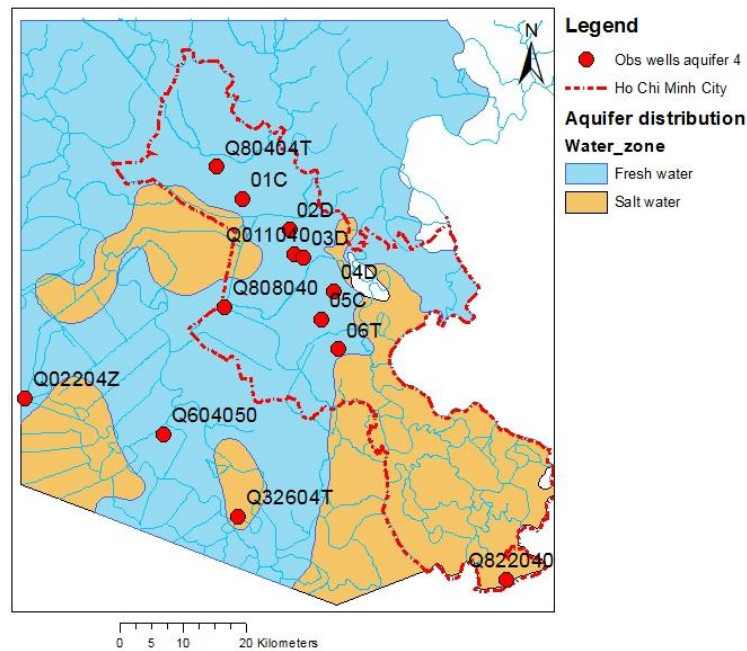 Legend
N
Obs wells aquifer 4
Ho Chi Minh City
Aquifer distribution
Water_zone
Fresh water
Salt water
Q80404T
01C
02D
Q011040
03D
04D
Q808040
05C
06T
Q02204Z
Q604050
Q32604T
Q822040
0 5 10 20 Kilometers